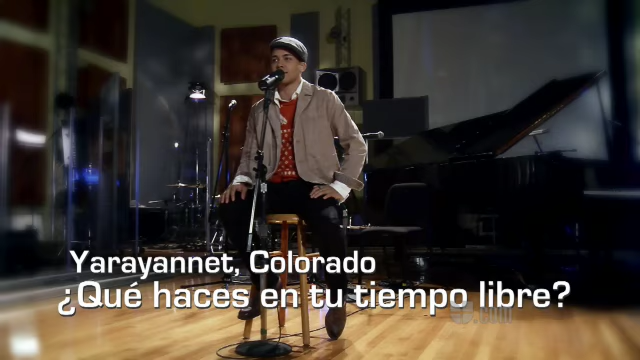 Yarayannet, Colorado
¿Qué haces en tu tiempo libre?